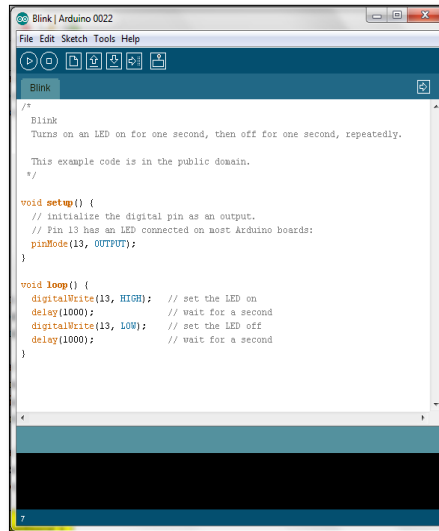 Blink | Arduino 0022
File Edit Sketch Tools Help
Blink
/*
  Blink
  Turns on an LED on for one second, then off for one second, repeatedly.

  This example code is in the public domain.
 */

void setup() {
  // initialize the digital pin as an output.
  // Pin 13 has an LED connected on most Arduino boards:
  pinMode(13, OUTPUT);
}

void loop() {
  digitalWrite(13, HIGH);   // set the LED on
  delay(1000);              // wait for a second
  digitalWrite(13, LOW);    // set the LED off
  delay(1000);              // wait for a second
}
7